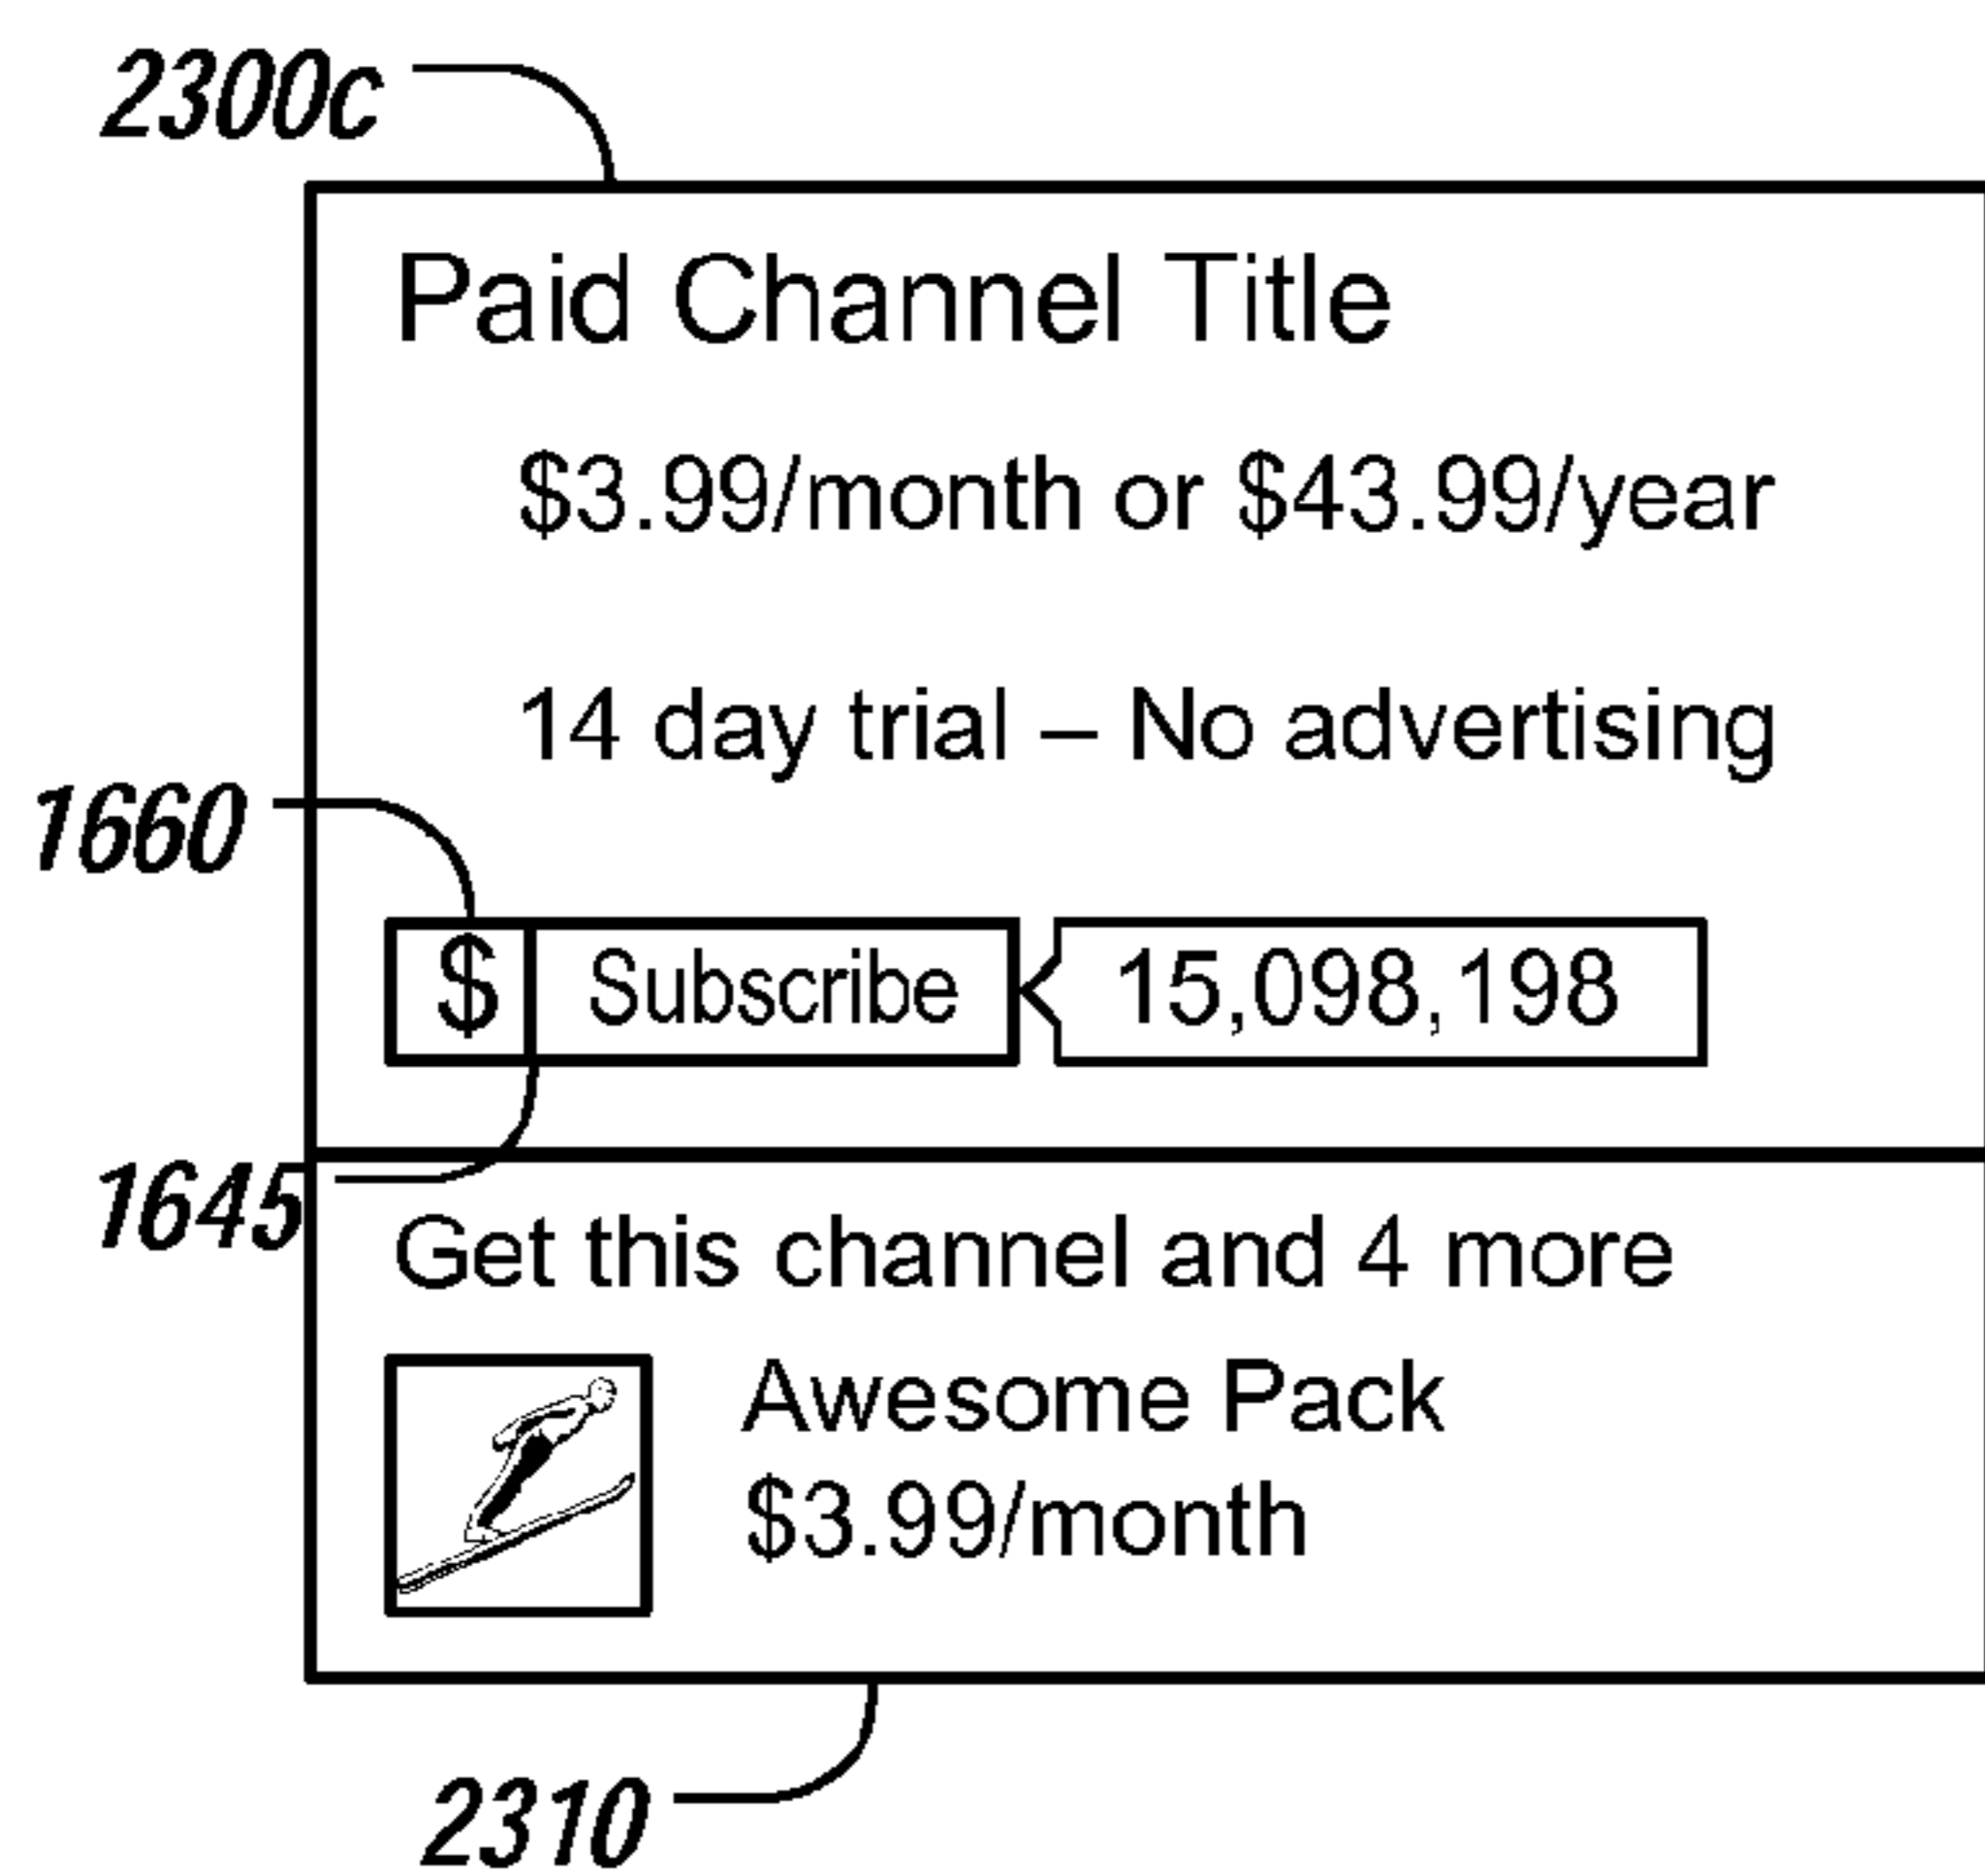 2300c
Paid Channel Title
$3.99/month or $43.99/year
14 day trial – No advertising
1660
$ Subscribe 15,098,198
1645
Get this channel and 4 more
Awesome Pack
$3.99/month
2310